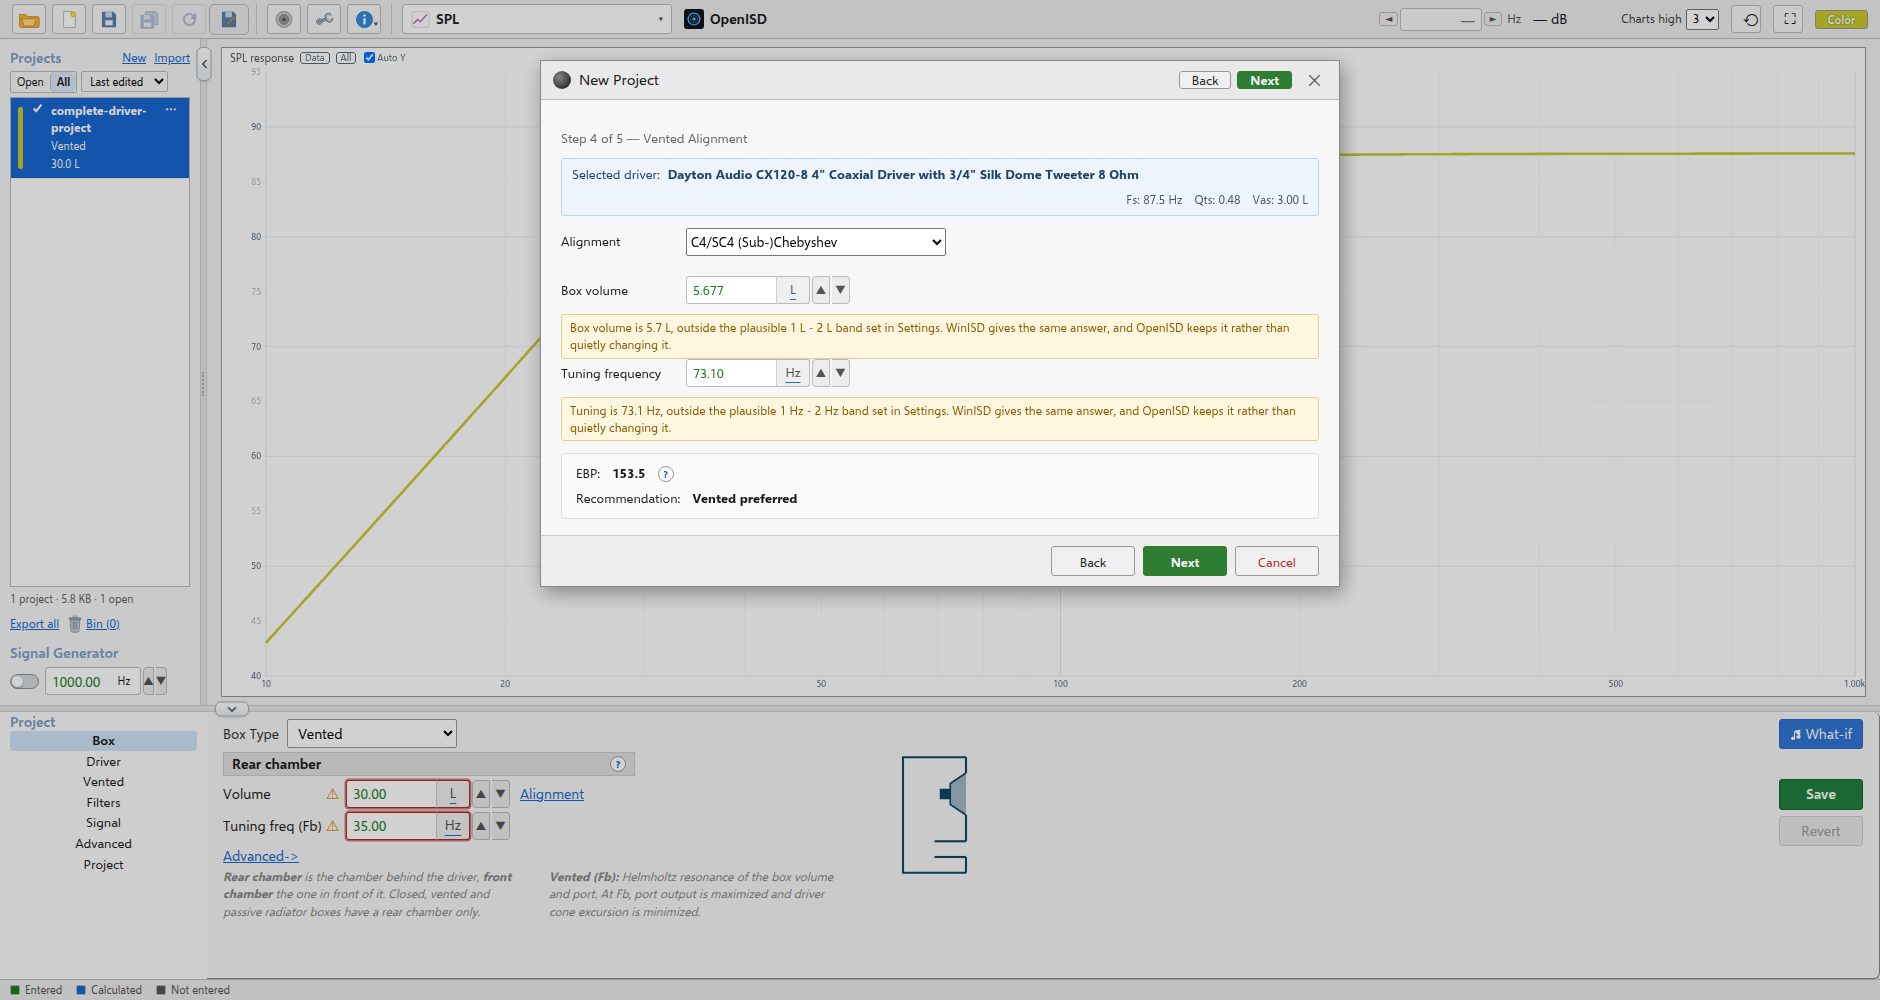 SPL
OpenISD
—
Hz
— dB
Charts high
3
Color
Projects
New
Import
Open
All
Last edited
complete-driver-
project
Vented
30.0 L
1 project · 5.8 KB · 1 open
Export all
Bin (0)
Signal Generator
1000.00
Hz
SPL response
Data
All
Auto Y
95
90
85
80
75
70
65
60
55
50
45
40
10
20
50
100
200
500
1.00k
New Project
Back
Next
Step 4 of 5 — Vented Alignment
Selected driver: Dayton Audio CX120-8 4" Coaxial Driver with 3/4" Silk Dome Tweeter 8 Ohm
Fs: 87.5 Hz Qts: 0.48 Vas: 3.00 L
Alignment
C4/SC4 (Sub-)Chebyshev
Box volume
5.677
L
Box volume is 5.7 L, outside the plausible 1 L - 2 L band set in Settings. WinISD gives the same answer, and OpenISD keeps it rather than
quietly changing it.
Tuning frequency
73.10
Hz
Tuning is 73.1 Hz, outside the plausible 1 Hz - 2 Hz band set in Settings. WinISD gives the same answer, and OpenISD keeps it rather than
quietly changing it.
EBP: 153.5 ?
Recommendation: Vented preferred
Back
Next
Cancel
Project
Box
Driver
Vented
Filters
Signal
Advanced
Project
Box Type
Vented
Rear chamber
?
Volume
30.00
L
Alignment
Tuning freq (Fb)
35.00
Hz
Advanced->
Rear chamber is the chamber behind the driver, front
chamber the one in front of it. Closed, vented and
passive radiator boxes have a rear chamber only.
Vented (Fb): Helmholtz resonance of the box volume
and port. At Fb, port output is maximized and driver
cone excursion is minimized.
What-if
Save
Revert
Entered
Calculated
Not entered